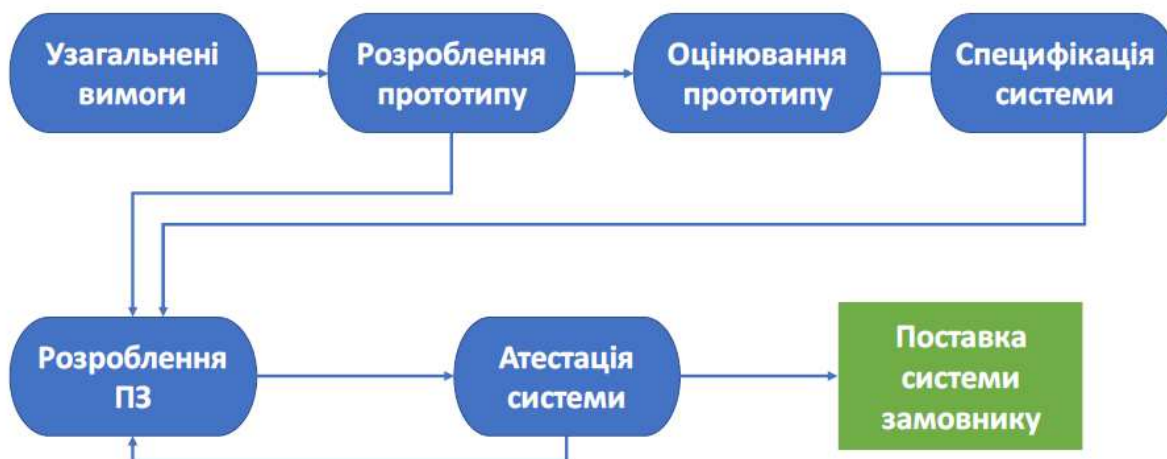 Узагальнені
вимоги
Розроблення
прототипу
Оцінювання
прототипу
Специфікація
системи
Розроблення
ПЗ
Атестація
системи
Поставка
системи
замовнику